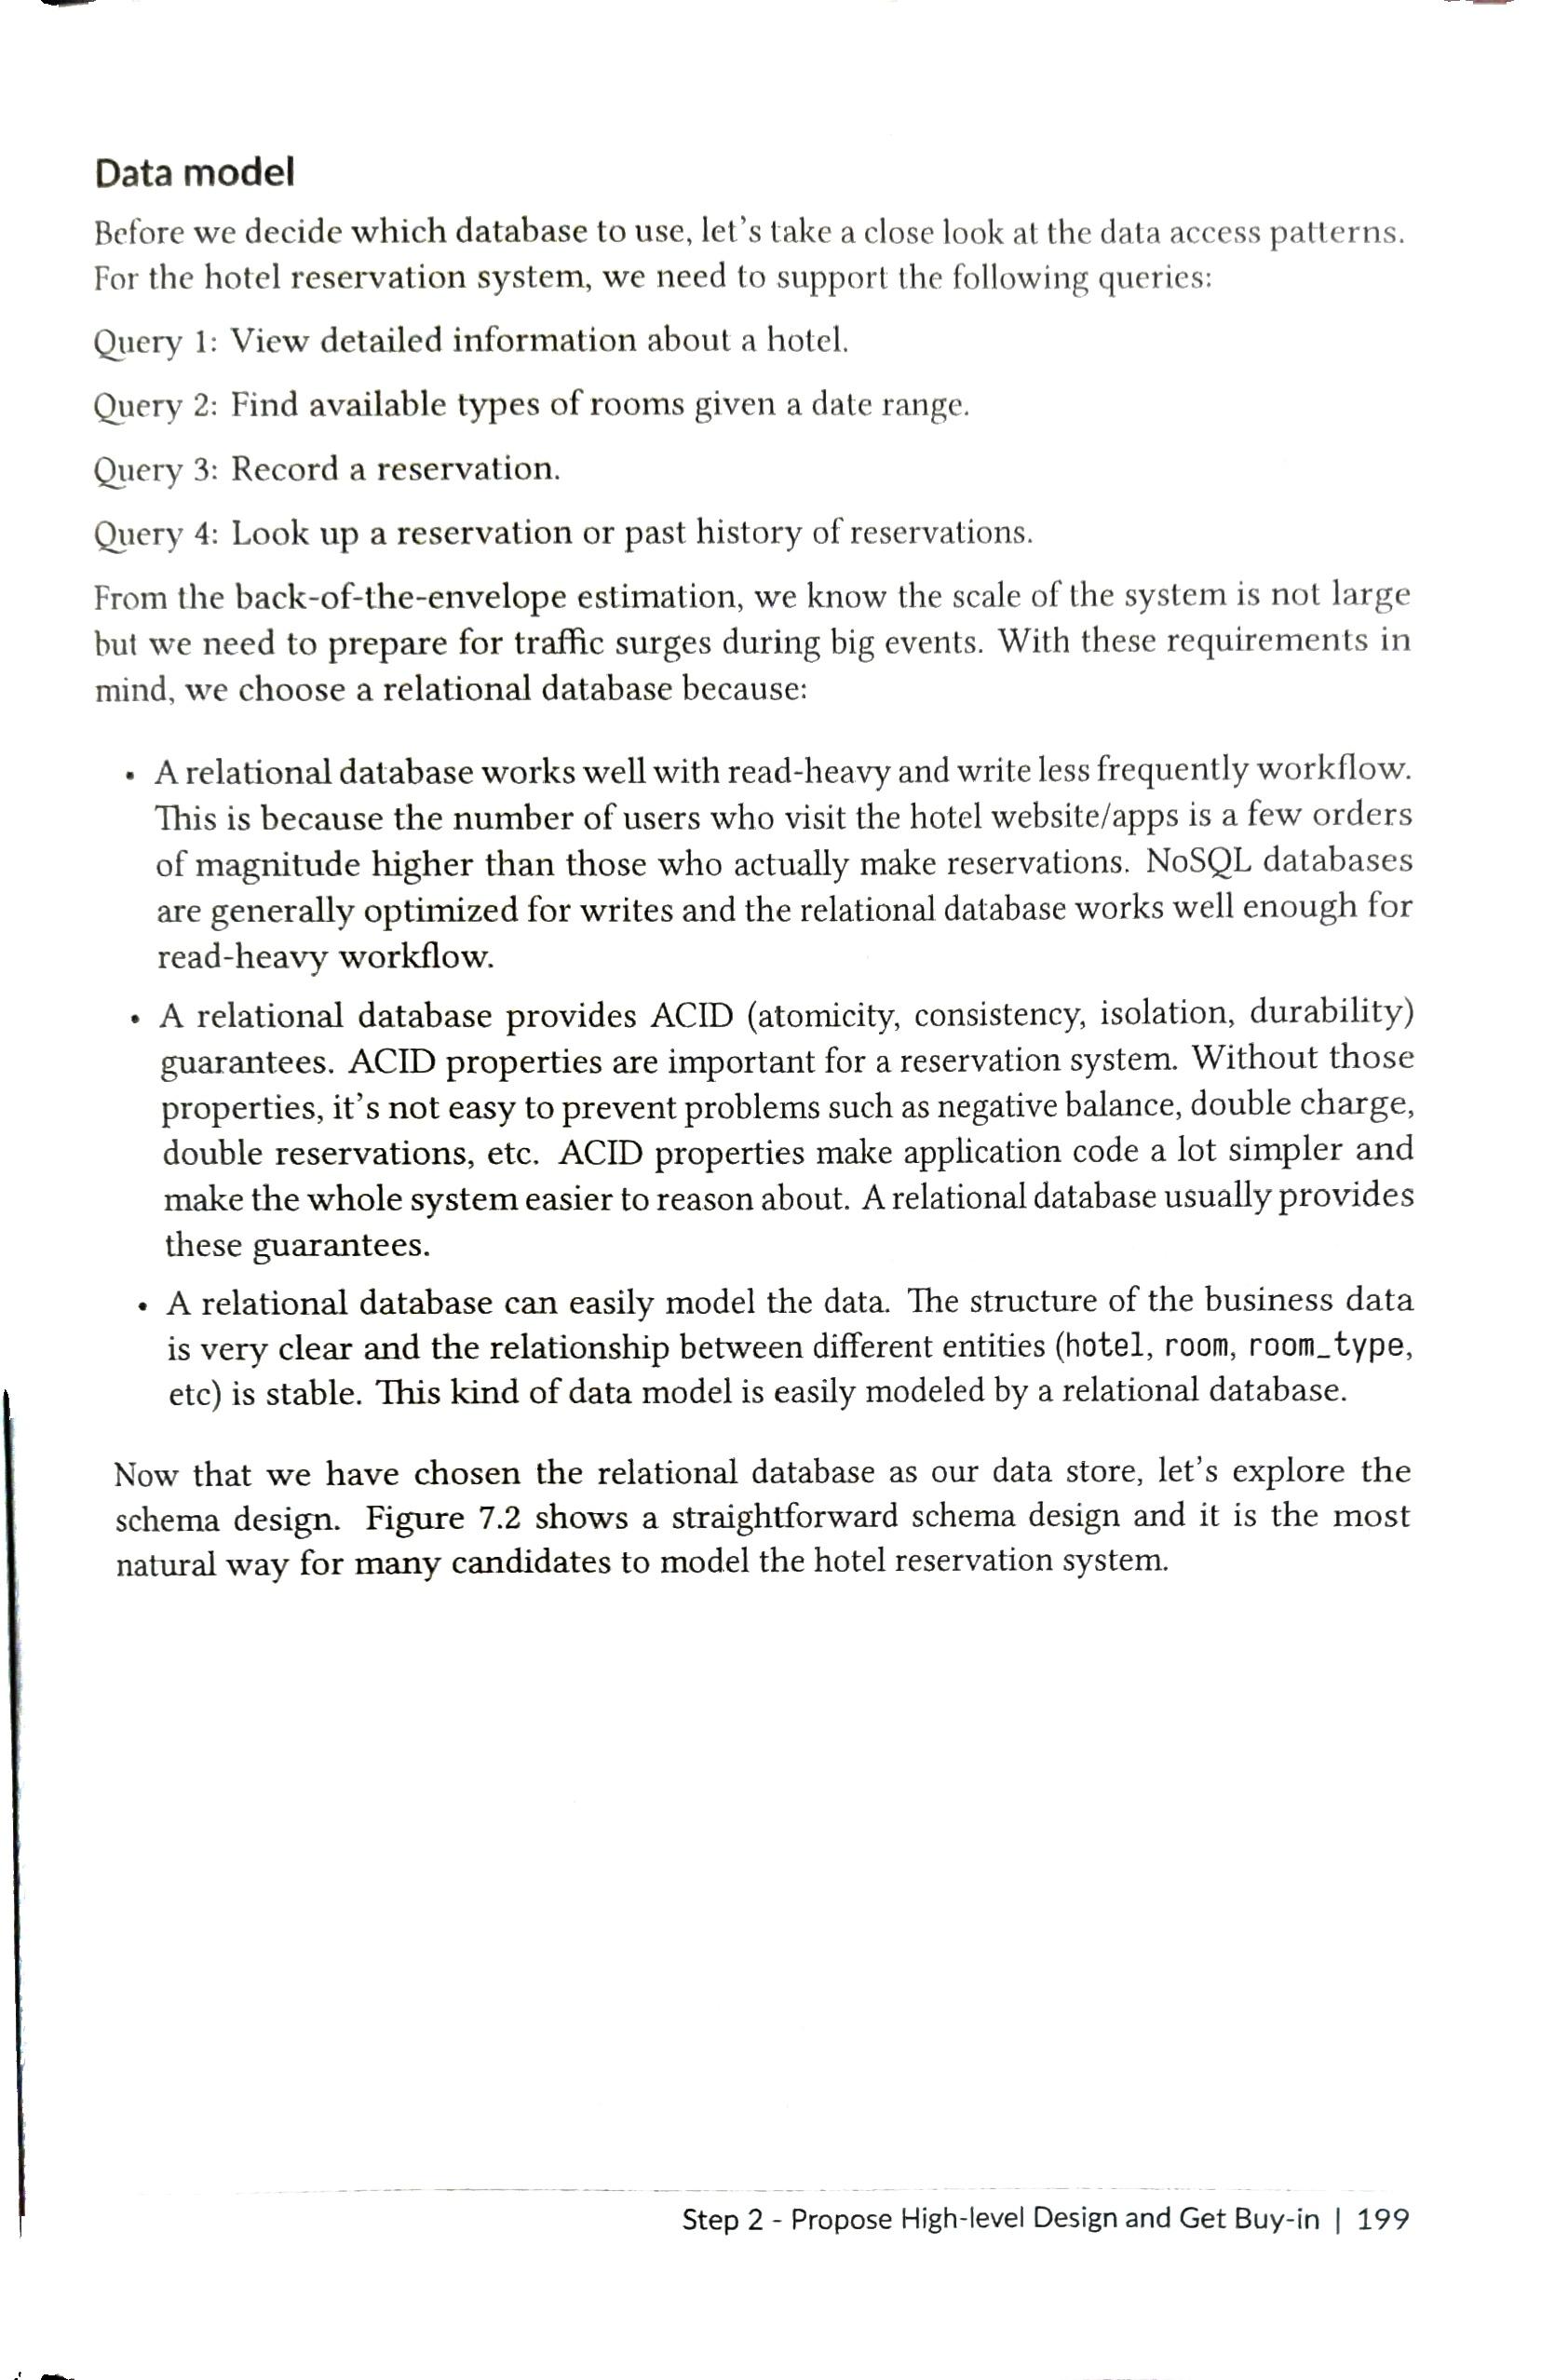 Data model
Before we decide which database to use, let's take a close look at the data access patterns.
For the hotel reservation system, we need to support the following queries:
Query 1: View detailed information about a hotel.
Query 2: Find available types of rooms given a date range.
Query 3: Record a reservation.
Query 4: Look up a reservation or past history of reservations.
From the back-of-the-envelope estimation, we know the scale of the system is not large
but we need to prepare for traffic surges during big events. With these requirements in
mind, we choose a relational database because:
• A relational database works well with read-heavy and write less frequently workflow.
This is because the number of users who visit the hotel website/apps is a few orders
of magnitude higher than those who actually make reservations. NoSQL databases
are generally optimized for writes and the relational database works well enough for
read-heavy workflow.
• A relational database provides ACID (atomicity, consistency, isolation, durability)
guarantees. ACID properties are important for a reservation system. Without those
properties, it's not easy to prevent problems such as negative balance, double charge,
double reservations, etc. ACID properties make application code a lot simpler and
make the whole system easier to reason about. A relational database usually provides
these guarantees.
• A relational database can easily model the data. The structure of the business data
is very clear and the relationship between different entities (hotel, room, room_type,
etc) is stable. This kind of data model is easily modeled by a relational database.
Now that we have chosen the relational database as our data store, let's explore the
schema design. Figure 7.2 shows a straightforward schema design and it is the most
natural way for many candidates to model the hotel reservation system.
Step 2 - Propose High-level Design and Get Buy-in | 199